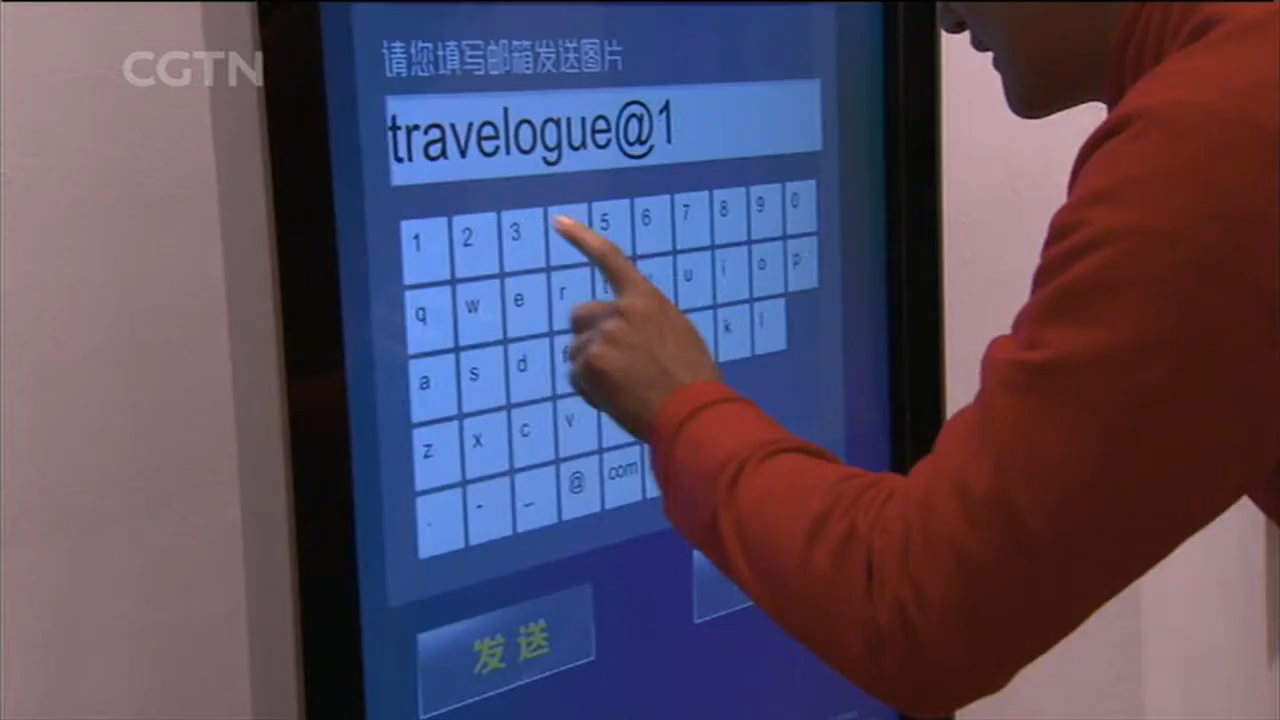 CGTN
请您填写邮箱发送图片
travelogue@1
1 2 3 5 6 7 8 9 0
q w e r t u i o p
a s d k l
z x c v
. - _ @ com
发送